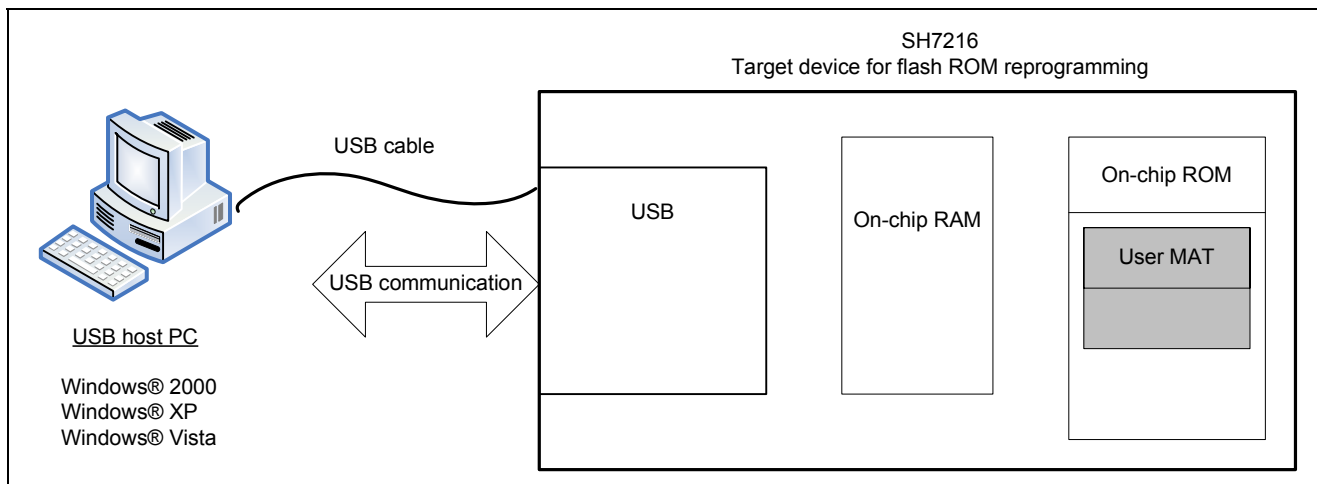 SH7216
Target device for flash ROM reprogramming
USB cable
USB
On-chip RAM
On-chip ROM
User MAT
USB communication
USB host PC
Windows® 2000
Windows® XP
Windows® Vista